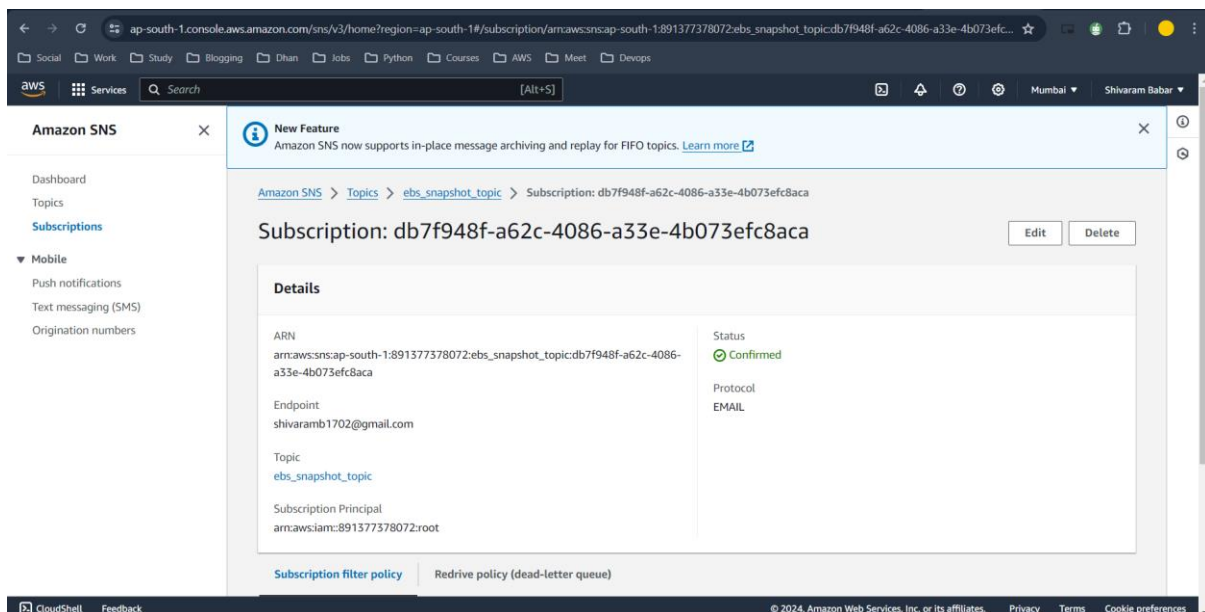 ap-south-1.console.aws.amazon.com/sns/v3/home?region=ap-south-1#/subscription/arn:aws:sns:ap-south-1:891377378072:ebs_snapshot_topic:db7f948f-a62c-4086-a33e-4b073efc...
Social Work Study Blogging Dhan Jobs Python Courses AWS Meet Devops
aws Services Search [Alt+S] Mumbai Shivaram Babar
Amazon SNS
Dashboard
Topics
Subscriptions
Mobile
Push notifications
Text messaging (SMS)
Origination numbers
New Feature
Amazon SNS now supports in-place message archiving and replay for FIFO topics. Learn more
Amazon SNS > Topics > ebs_snapshot_topic > Subscription: db7f948f-a62c-4086-a33e-4b073efc8aca
Subscription: db7f948f-a62c-4086-a33e-4b073efc8aca
Edit Delete
Details
ARN
arn:aws:sns:ap-south-1:891377378072:ebs_snapshot_topic:db7f948f-a62c-4086-
a33e-4b073efc8aca
Endpoint
shivaramb1702@gmail.com
Topic
ebs_snapshot_topic
Subscription Principal
arn:aws:iam::891377378072:root
Status
Confirmed
Protocol
EMAIL
Subscription filter policy Redrive policy (dead-letter queue)
CloudShell Feedback © 2024, Amazon Web Services, Inc. or its affiliates. Privacy Terms Cookie preferences